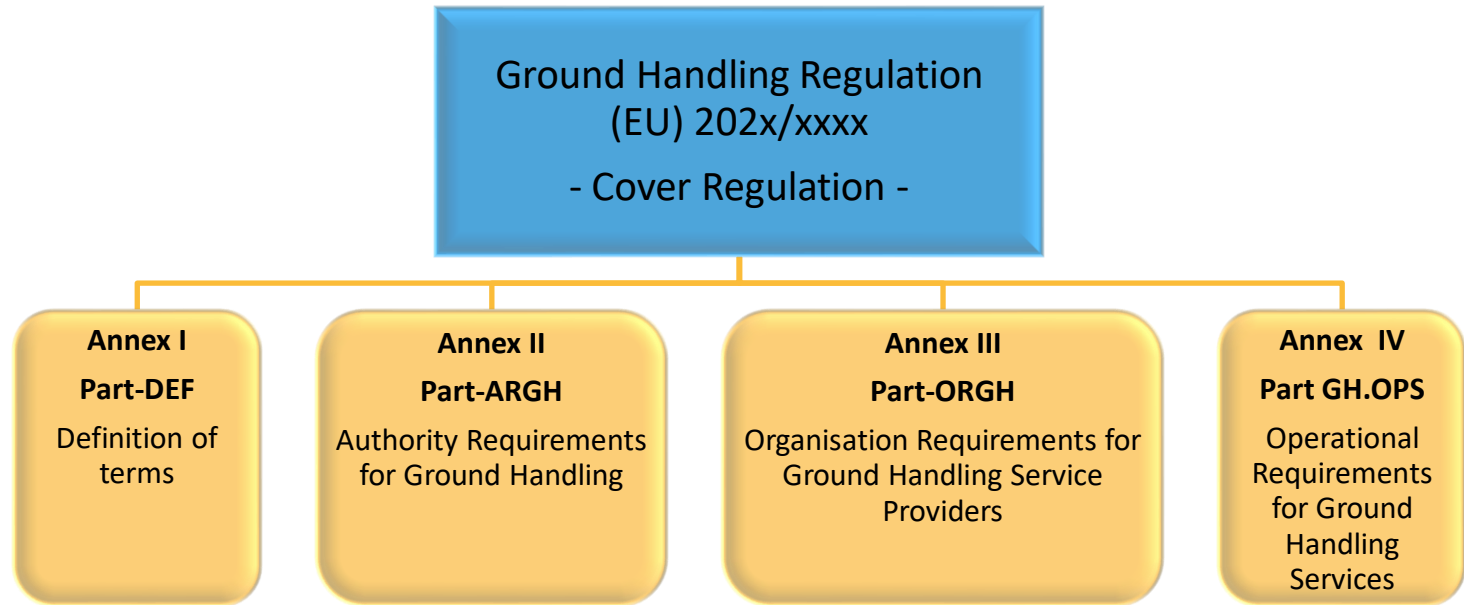 Ground Handling Regulation
(EU) 202x/xxxx
- Cover Regulation -
Annex I
Part-DEF
Definition of
terms
Annex II
Part-ARGH
Authority Requirements
for Ground Handling
Annex III
Part-ORGH
Organisation Requirements for
Ground Handling Service
Providers
Annex IV
Part GH.OPS
Operational
Requirements
for Ground
Handling
Services